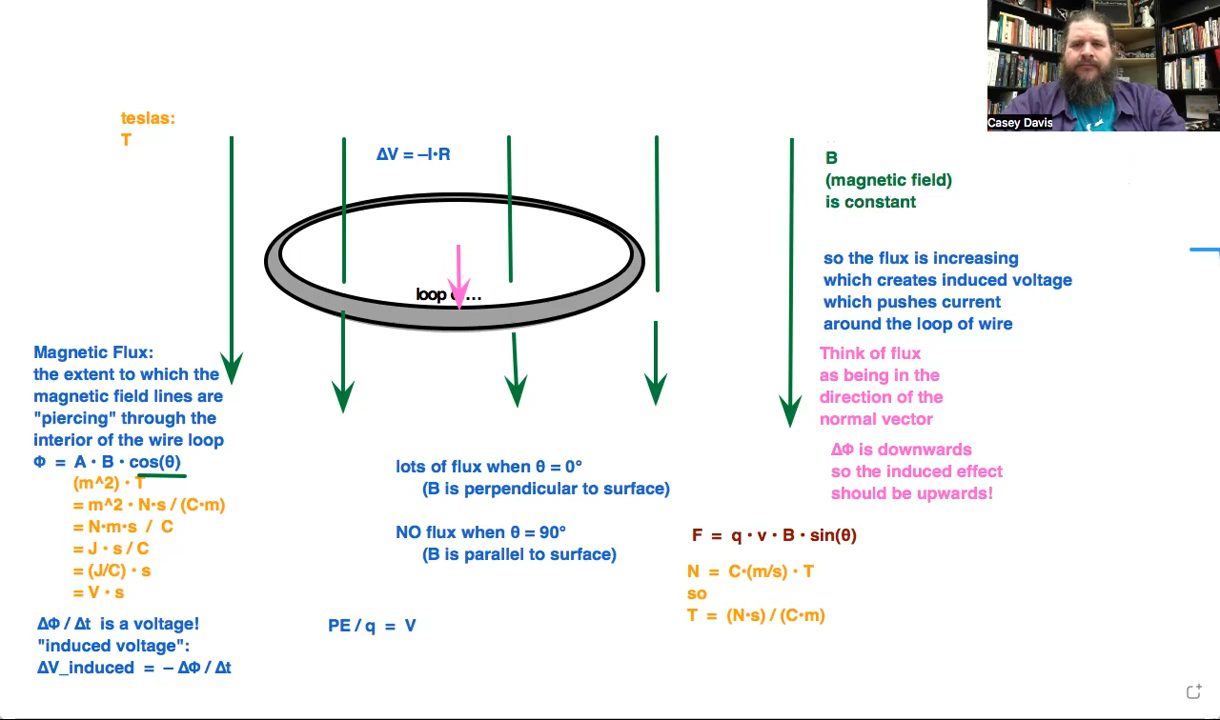 Casey Davis
teslas:
T
ΔV = –I•R
B
(magnetic field)
is constant
so the flux is increasing
which creates induced voltage
which pushes current
around the loop of wire
loop
Think of flux
as being in the
direction of the
normal vector
ΔΦ is downwards
so the induced effect
should be upwards!
Magnetic Flux:
the extent to which the
magnetic field lines are
"piercing" through the
interior of the wire loop
Φ = A • B • cos(θ)
(m^2) • T
= m^2 • N•s / (C•m)
= N•m•s / C
= J • s / C
= (J/C) • s
= V • s
ΔΦ / Δt is a voltage!
"induced voltage":
ΔV_induced = – ΔΦ / Δt
lots of flux when θ = 0°
(B is perpendicular to surface)
NO flux when θ = 90°
(B is parallel to surface)
PE / q = V
F = q • v • B • sin(θ)
N = C•(m/s) • T
so
T = (N•s) / (C•m)